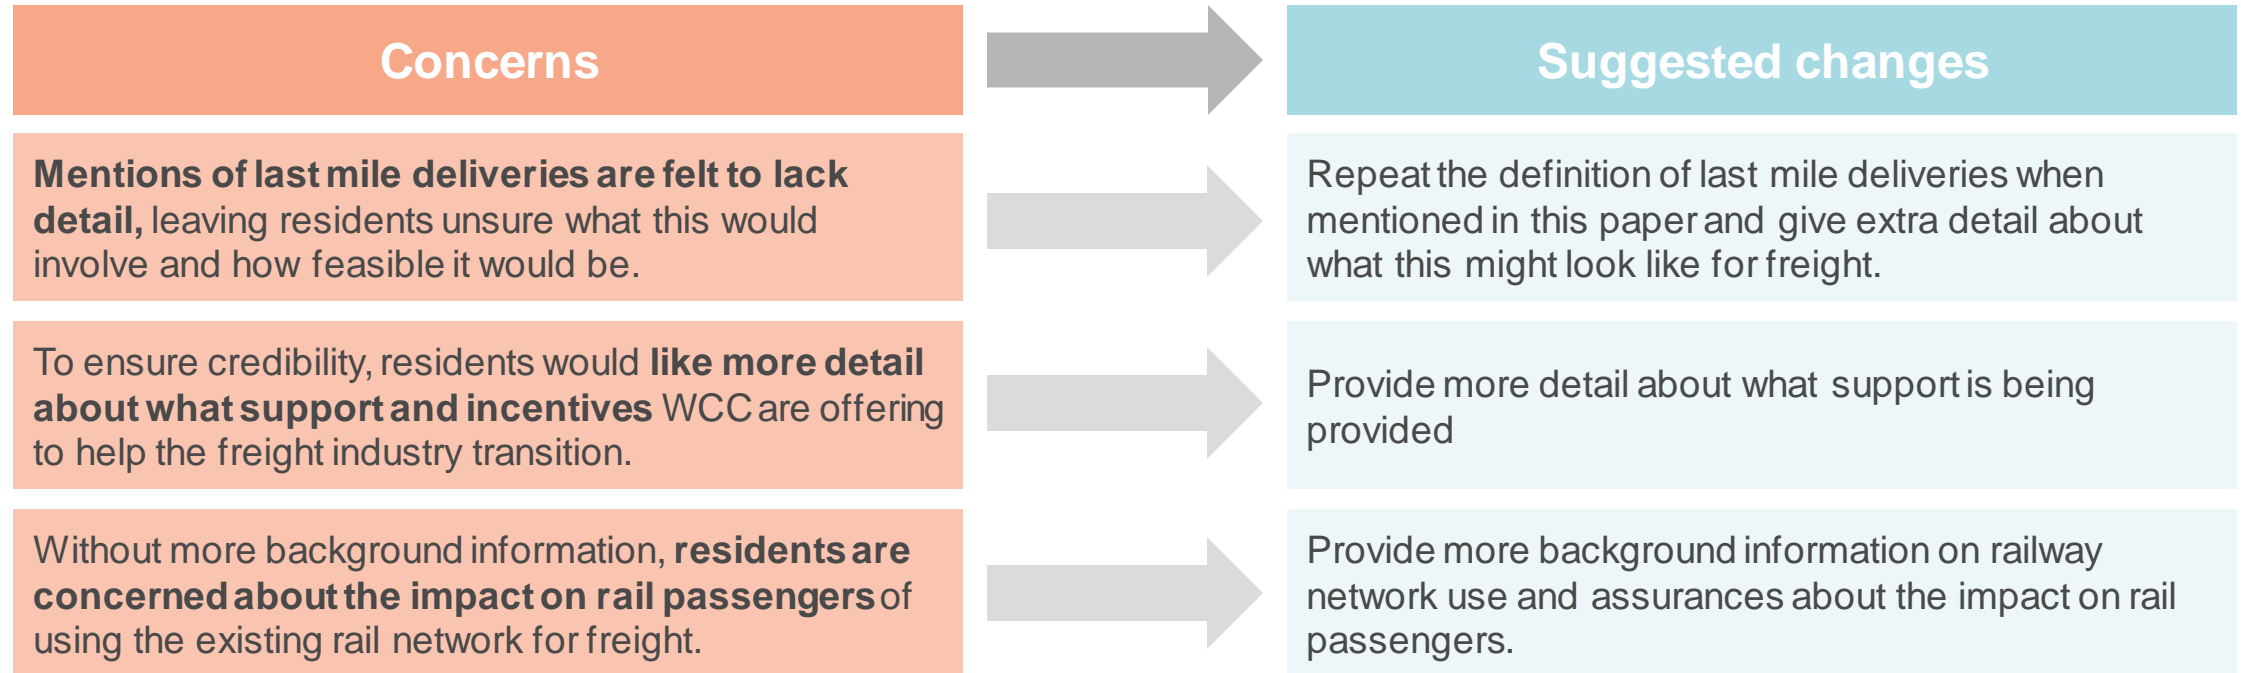 Concerns
Suggested changes
Mentions of last mile deliveries are felt to lack
detail, leaving residents unsure what this would
involve and how feasible it would be.
Repeat the definition of last mile deliveries when
mentioned in this paper and give extra detail about
what this might look like for freight.
To ensure credibility, residents would like more detail
about what support and incentives WCC are offering
to help the freight industry transition.
Provide more detail about what support is being
provided
Without more background information, residents are
concerned about the impact on rail passengers of
using the existing rail network for freight.
Provide more background information on railway
network use and assurances about the impact on rail
passengers.